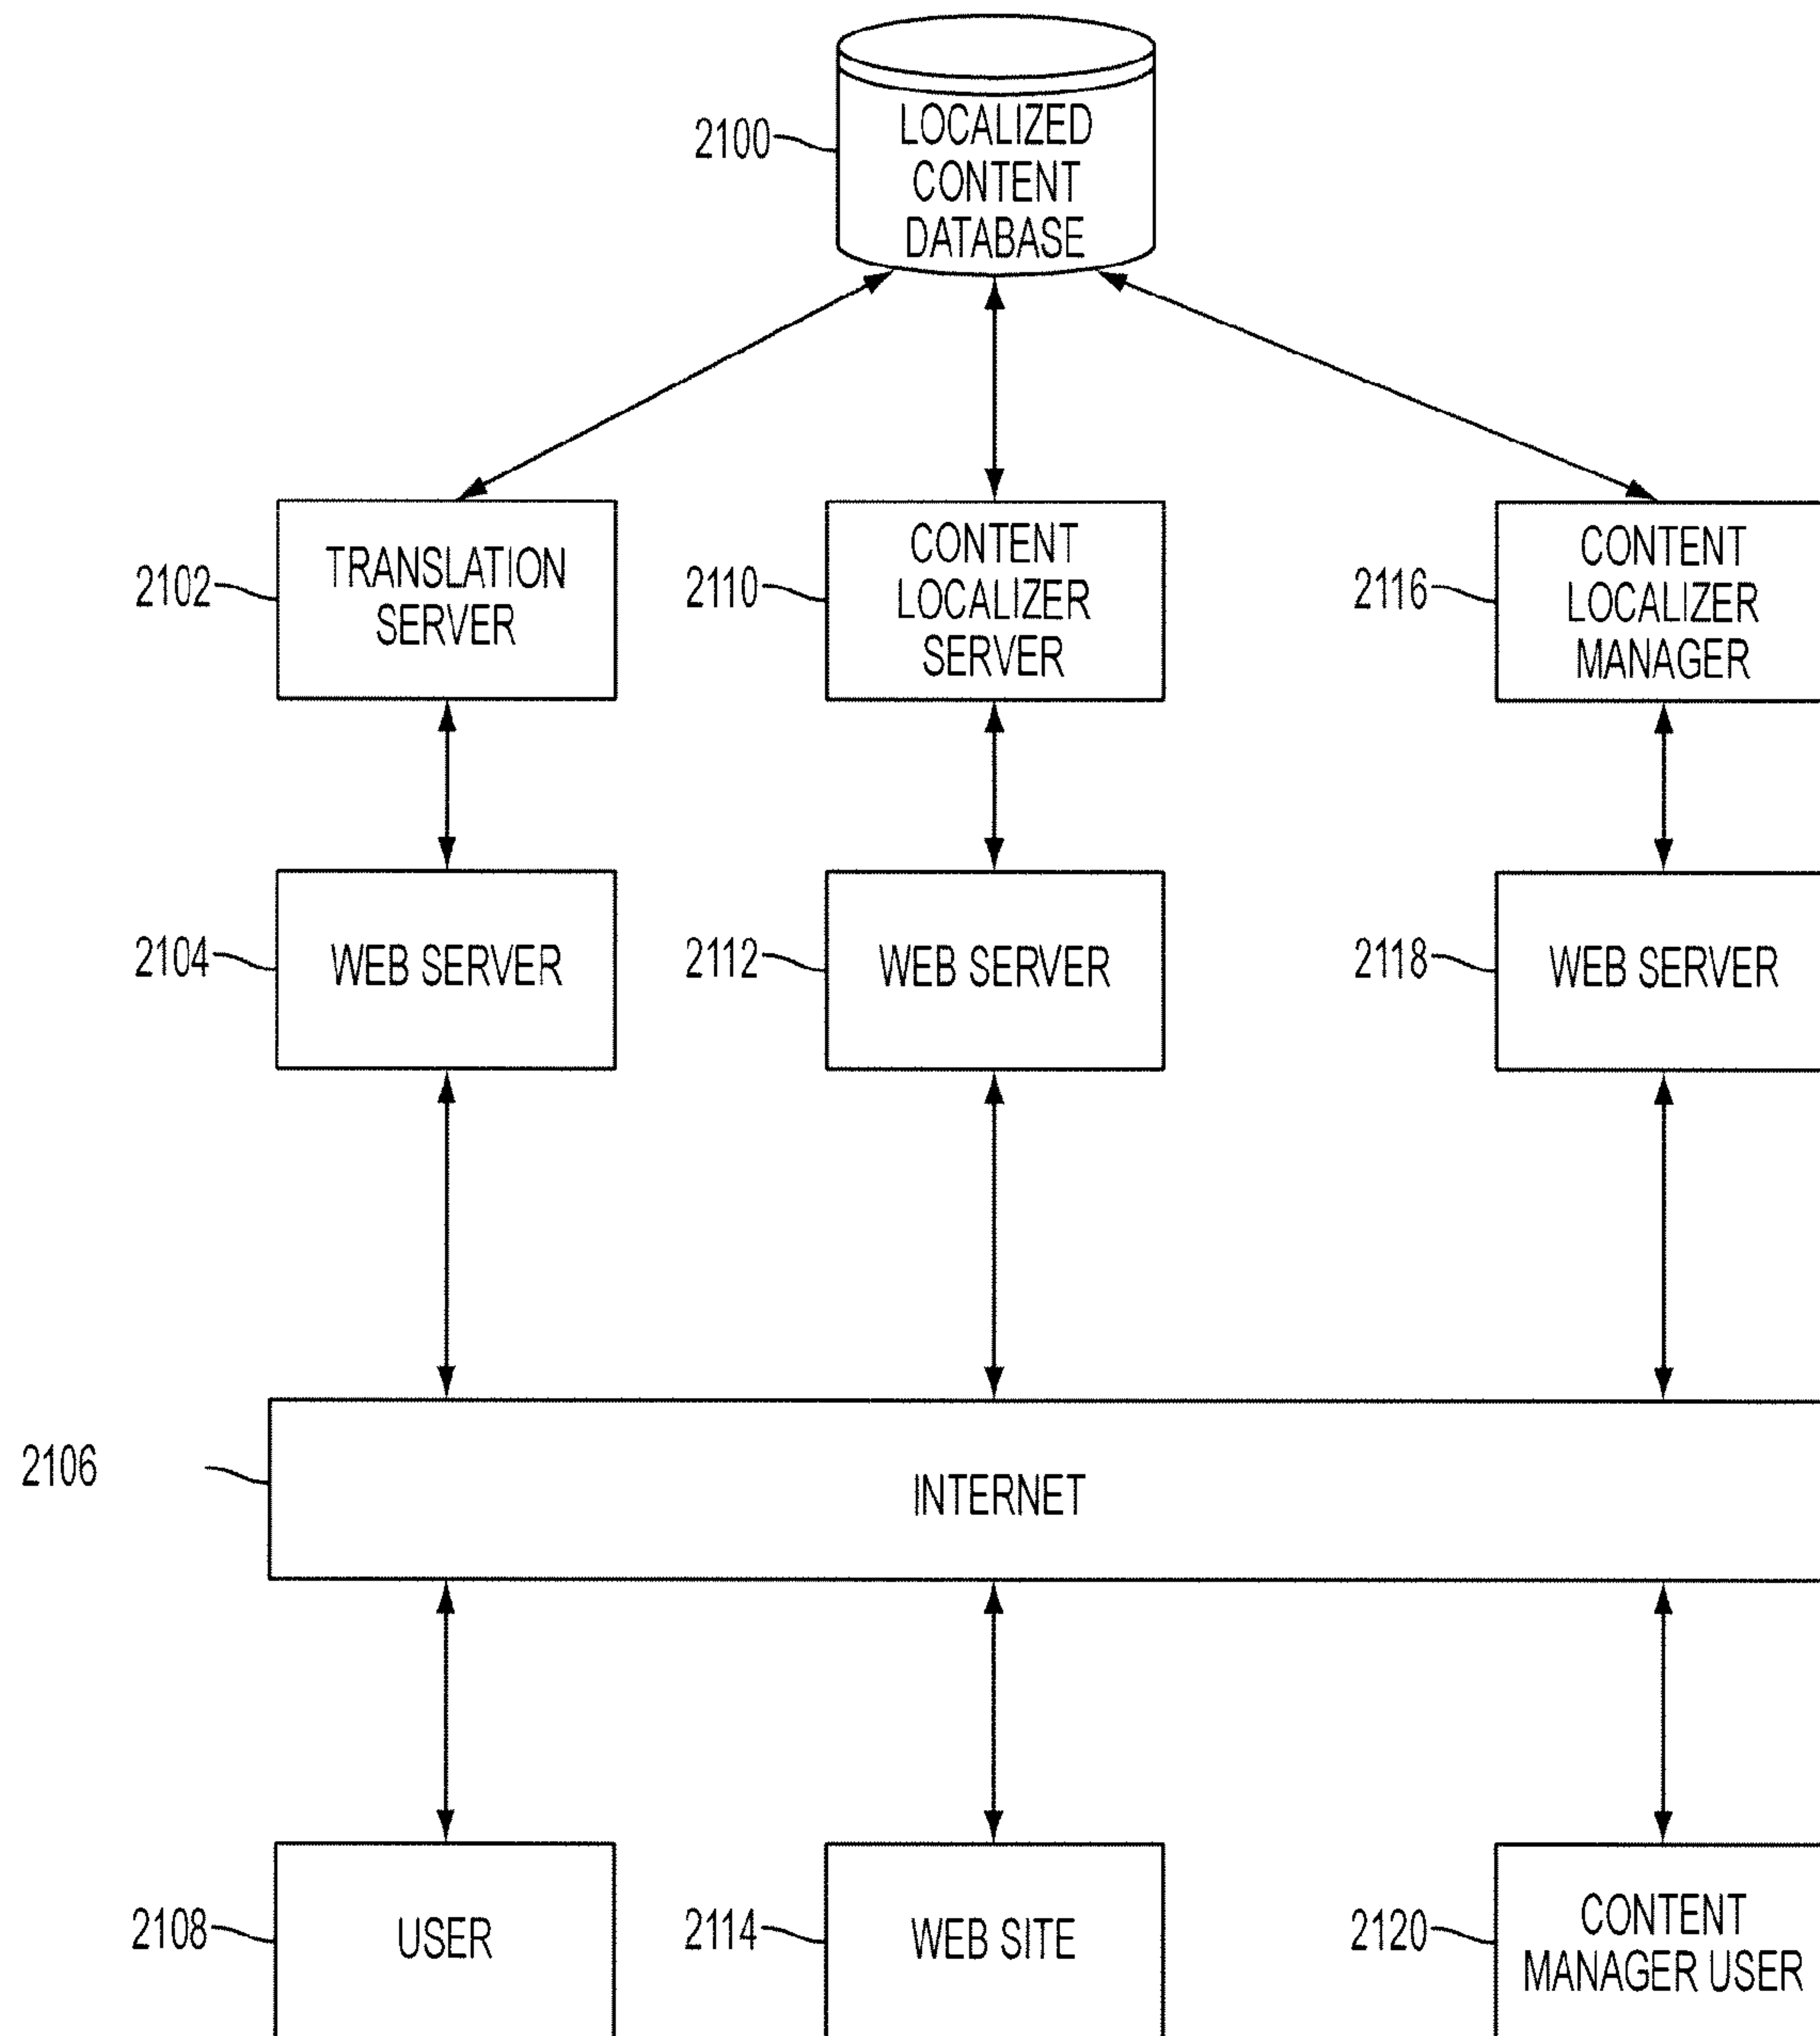 2100
LOCALIZED
CONTENT
DATABASE
2102
TRANSLATION
SERVER
2110
CONTENT
LOCALIZER
SERVER
2116
CONTENT
LOCALIZER
MANAGER
2104
WEB SERVER
2112
WEB SERVER
2118
WEB SERVER
2106
INTERNET
2108
USER
2114
WEB SITE
2120
CONTENT
MANAGER USER